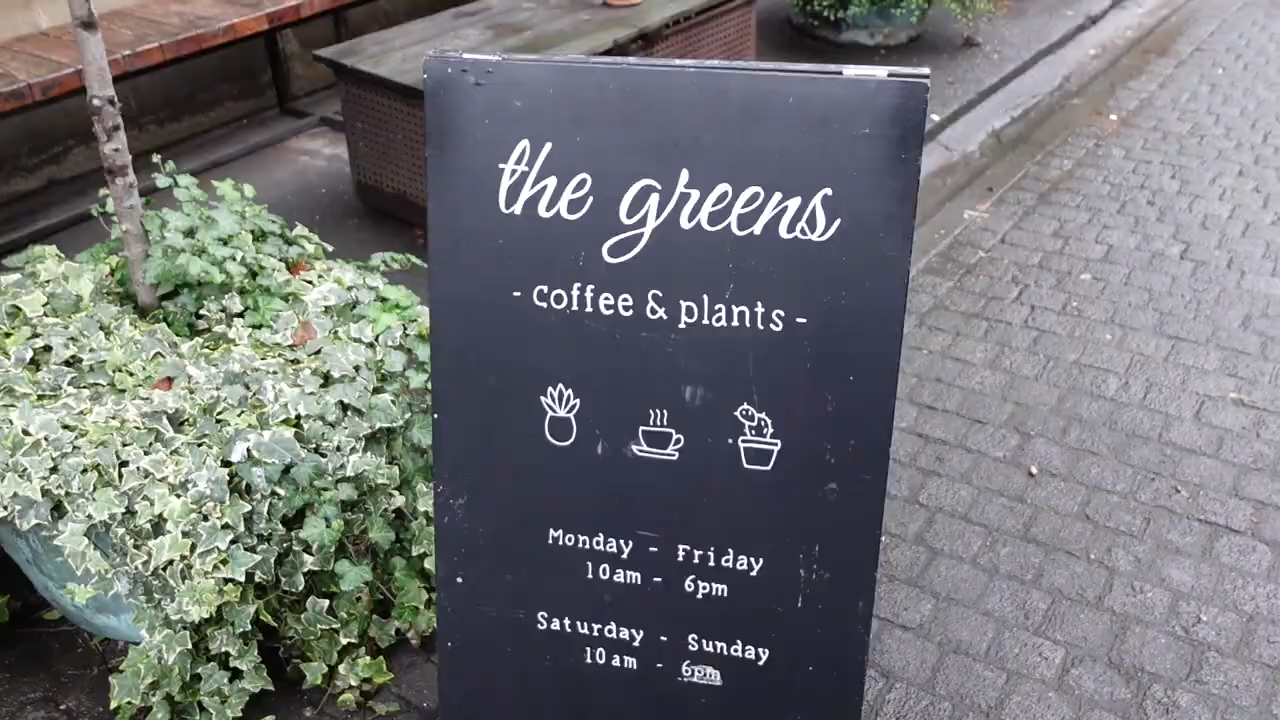 the greens
- coffee & plants -
Monday - Friday
10am - 6pm
Saturday - Sunday
10am - 6pm